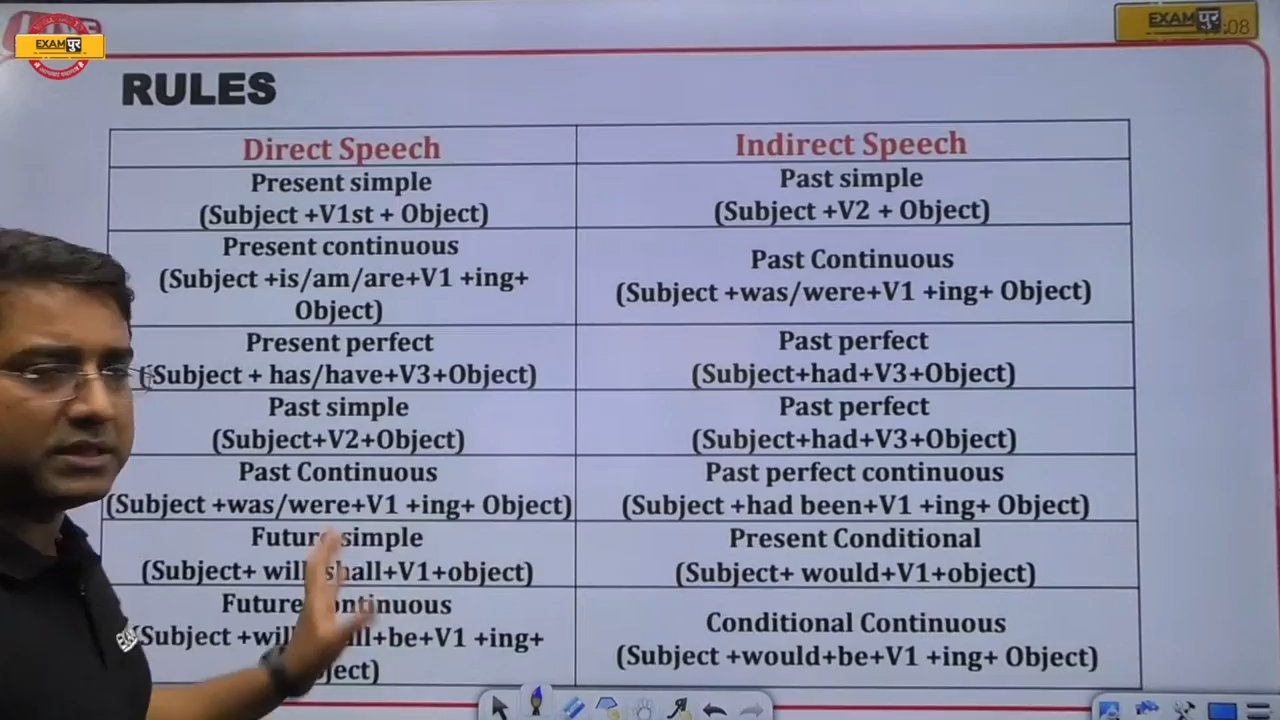 EXAMपुर
EXAMपुर
:08
RULES
Direct Speech
Indirect Speech
Present simple
(Subject +V1st + Object)
Past simple
(Subject +V2 + Object)
Present continuous
(Subject +is/am/are+V1 +ing+
Object)
Past Continuous
(Subject +was/were+V1 +ing+ Object)
Present perfect
(Subject + has/have+V3+Object)
Past perfect
(Subject+had+V3+Object)
Past simple
(Subject+V2+Object)
Past perfect
(Subject+had+V3+Object)
Past Continuous
(Subject +was/were+V1 +ing+ Object)
Past perfect continuous
(Subject +had been+V1 +ing+ Object)
Future simple
(Subject+ will shall+V1+object)
Present Conditional
(Subject+ would+V1+object)
Future
(Subject + +be+V1 +ing+
Conditional Continuous
(Subject +would+be+V1 +ing+ Object)